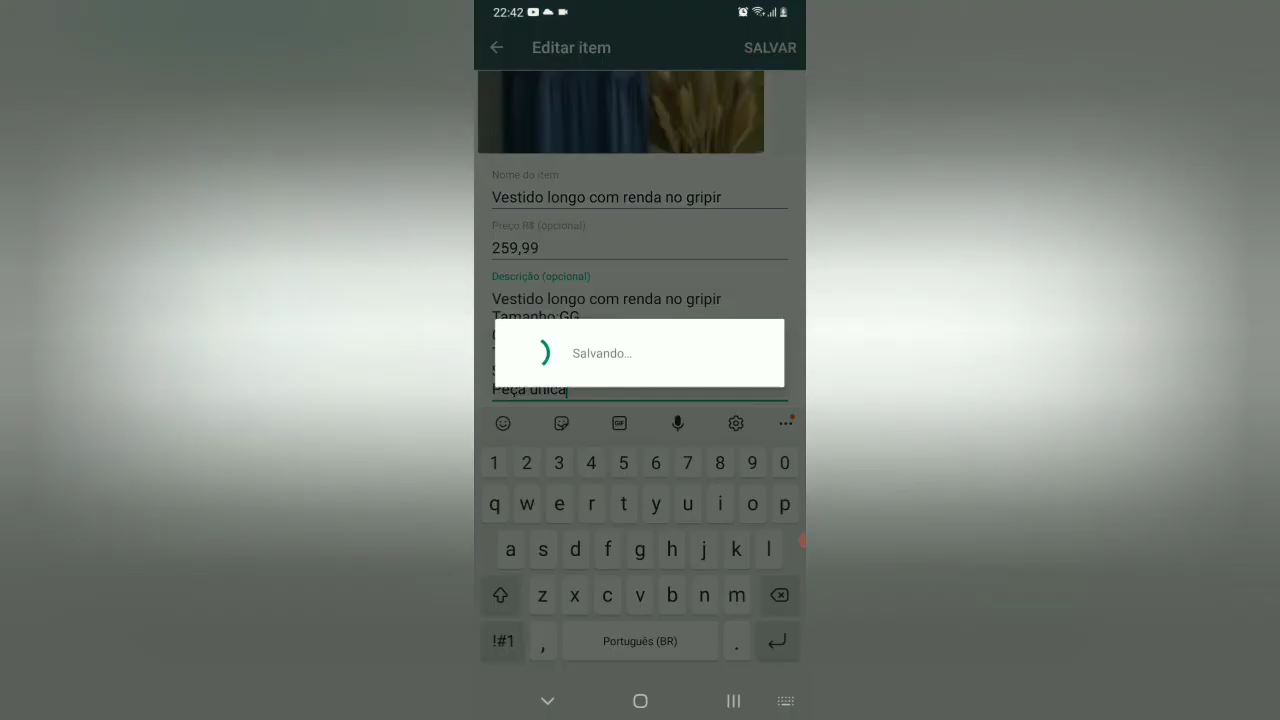 22:42
Editar item
SALVAR
Nome do item
Vestido longo com renda no gripir
Preço R$ (opcional)
259,99
Descrição (opcional)
Vestido longo com renda no gripir
Tamanho:GG
Salvando...
Peça única
GIF
1 2 3 4 5 6 7 8 9 0
q w e r t y u i o p
a s d f g h j k l
z x c v b n m
!#1 , Português (BR) .